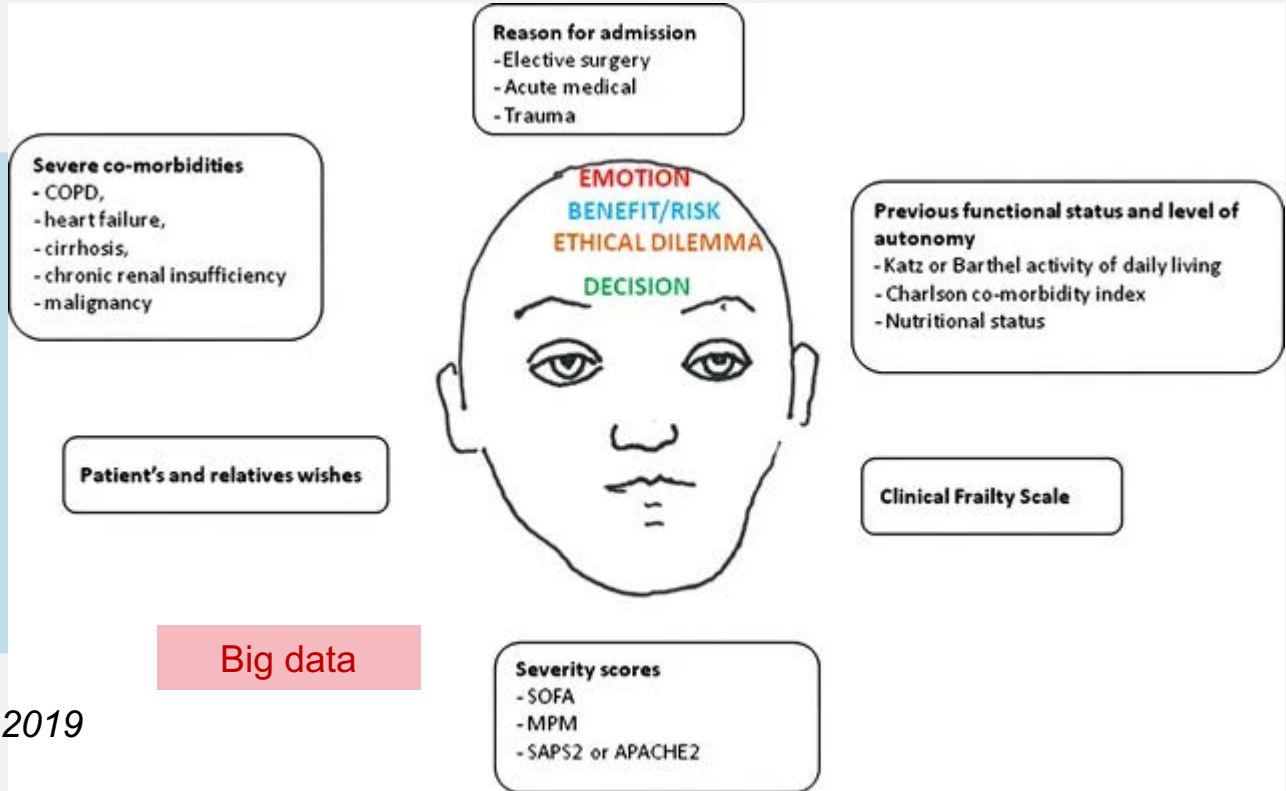 Reason for admission
-Elective surgery
- Acute medical
- Trauma
Severe co-morbidities
- COPD,
- heart failure,
- cirrhosis,
- chronic renal insufficiency
- malignancy
EMOTION
BENEFIT/RISK
ETHICAL DILEMMA
DECISION
Previous functional status and level of
autonomy
- Katz or Barthel activity of daily living
- Charlson co-morbidity index
- Nutritional status
Patient's and relatives wishes
Clinical Frailty Scale
Big data
Severity scores
- SOFA
- MPM
- SAPS2 or APACHE2
2019